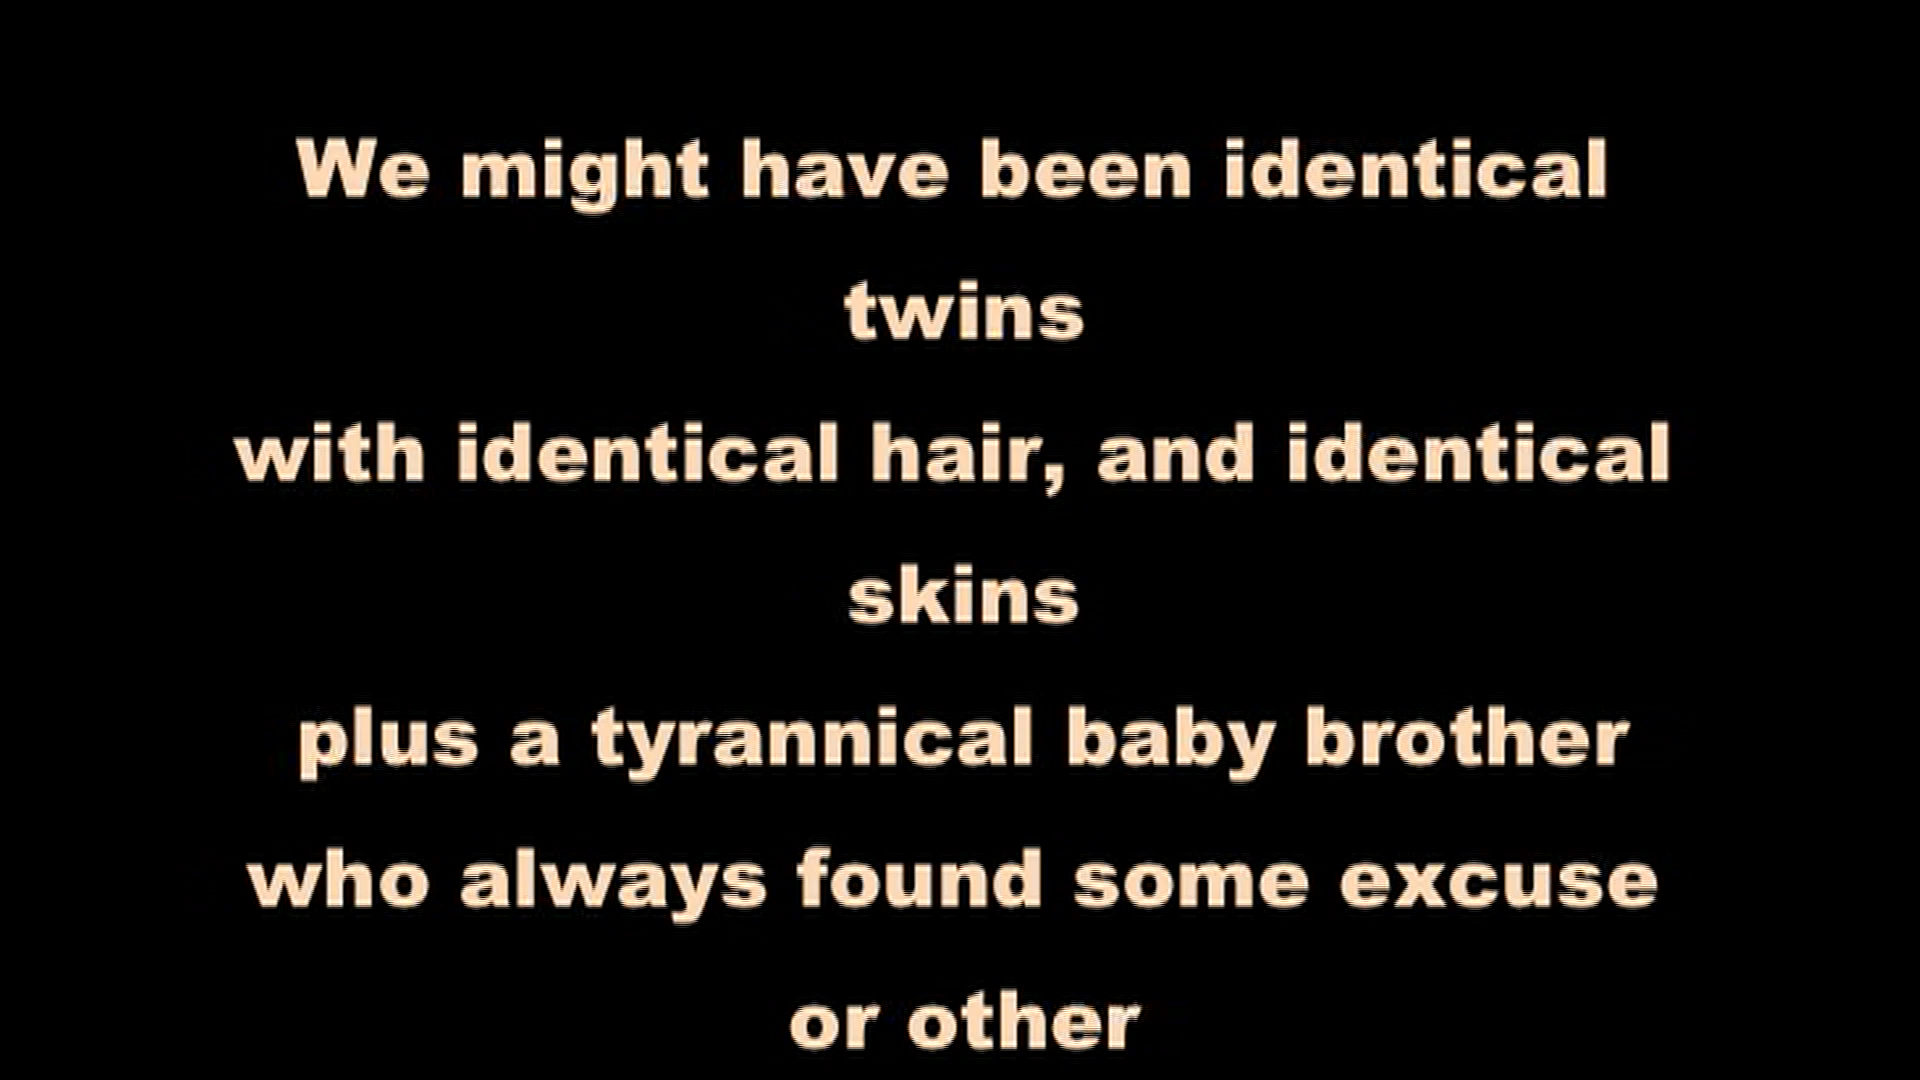 We might have been identical
twins
with identical hair, and identical
skins
plus a tyrannical baby brother
who always found some excuse
or other